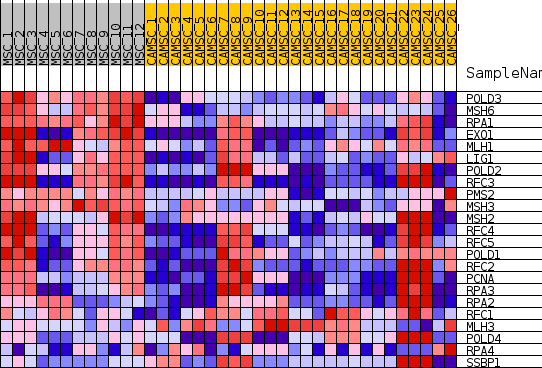 MSC_1
MSC_2
MSC_3
MSC_4
MSC_5
MSC_6
MSC_7
MSC_8
MSC_9
MSC_10
MSC_11
MSC_12
CAMSC_1
CAMSC_2
CAMSC_3
CAMSC_4
CAMSC_5
CAMSC_6
CAMSC_7
CAMSC_8
CAMSC_9
CAMSC_10
CAMSC_11
CAMSC_12
CAMSC_13
CAMSC_14
CAMSC_15
CAMSC_16
CAMSC_17
CAMSC_18
CAMSC_19
CAMSC_20
CAMSC_21
CAMSC_22
CAMSC_23
CAMSC_24
CAMSC_25
CAMSC_26
SampleNam
POLD3
MSH6
RPA1
EXO1
MLH1
LIG1
POLD2
RFC3
PMS2
MSH3
MSH2
RFC4
RFC5
POLD1
RFC2
PCNA
RPA3
RPA2
RFC1
MLH3
POLD4
RPA4
SSBP1